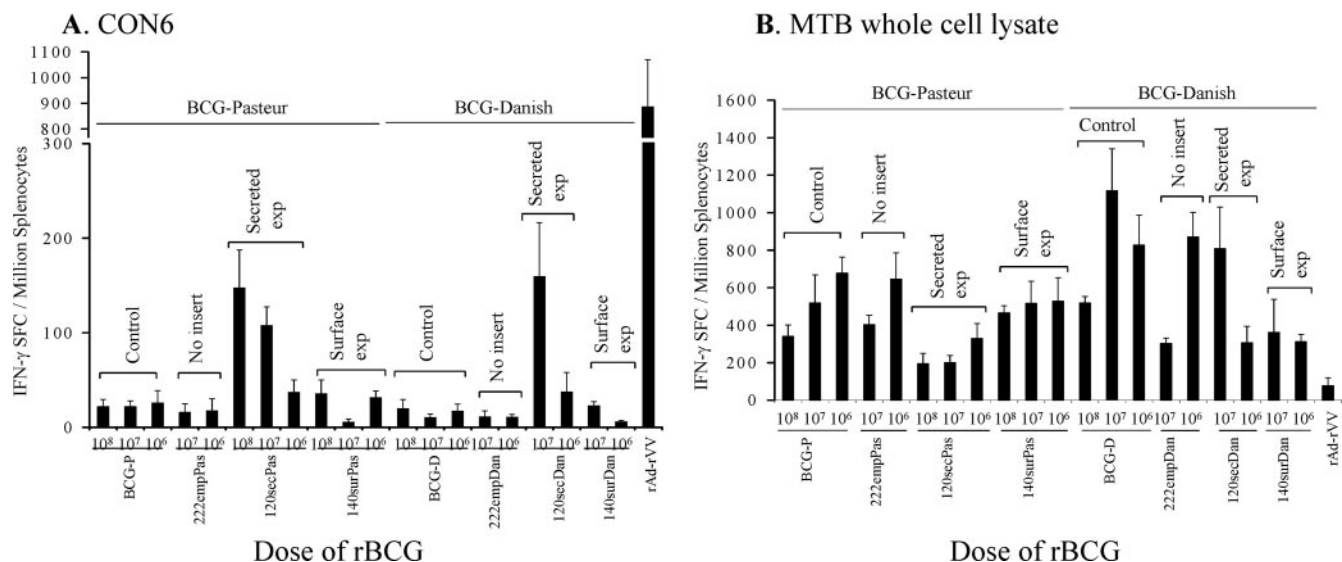 A. CON6
1100
1000
900
800
300
200
100
0
IFN-γ SFC / Million Splenocytes
BCG-Pasteur
BCG-Danish
Control
No insert
Secreted
exp
Surface
exp
Control
No insert
Secreted
exp
Surface
exp
10⁸ 10⁷ 10⁶ 10⁷ 10⁶ 10⁸ 10⁷ 10⁶ 10⁸ 10⁷ 10⁶ 10⁸ 10⁷ 10⁶ 10⁷ 10⁶ 10⁷ 10⁶ 10⁷ 10⁶
BCG-P
222empPas
120secPas
140surPas
BCG-D
222empDan
120secDan
140surDan
rAd-rVV
Dose of rBCG
B. MTB whole cell lysate
1600
1400
1200
1000
800
600
400
200
0
IFN-γ SFC / Million Splenocytes
BCG-Pasteur
BCG-Danish
Control
No insert
Secreted
exp
Surface
exp
Control
No insert
Secreted
exp
Surface
exp
10⁸ 10⁷ 10⁶ 10⁷ 10⁶ 10⁸ 10⁷ 10⁶ 10⁸ 10⁷ 10⁶ 10⁸ 10⁷ 10⁶ 10⁷ 10⁶ 10⁷ 10⁶ 10⁷ 10⁶
BCG-P
222empPas
120secPas
140surPas
BCG-D
222empDan
120secDan
140surDan
rAd-rVV
Dose of rBCG